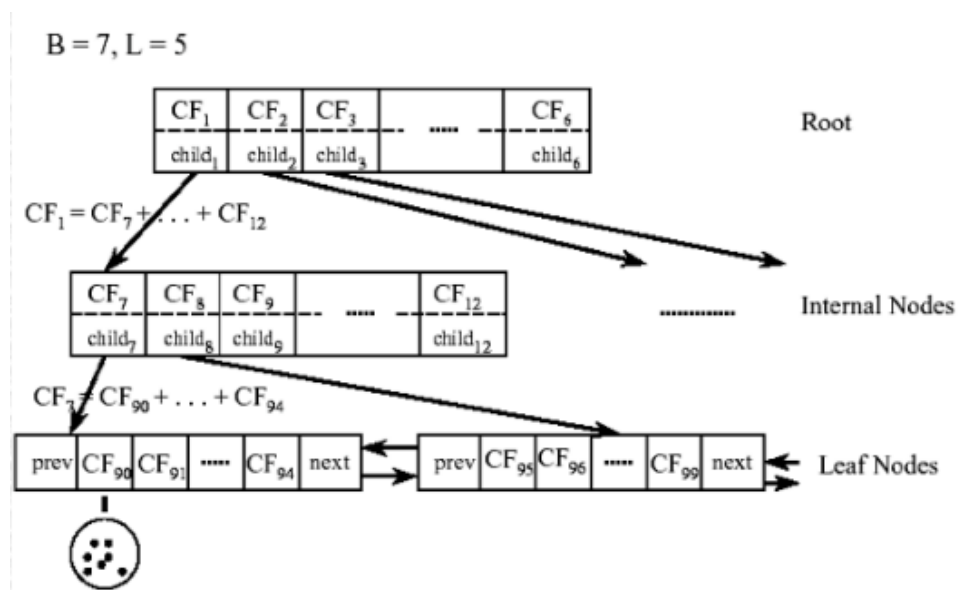 B = 7, L = 5
CF₁ CF₂ CF₃ ..... CF₆ Root
child₁ child₂ child₃ child₆
CF₁ = CF₇ + . . . + CF₁₂
CF₇ CF₈ CF₉ ..... CF₁₂ ............. Internal Nodes
child₇ child₈ child₉ child₁₂
CF₇ = CF₉₀ + . . . + CF₉₄
prev CF₉₀ CF₉₁ ..... CF₉₄ next prev CF₉₅ CF₉₆ ..... CF₉₉ next Leaf Nodes